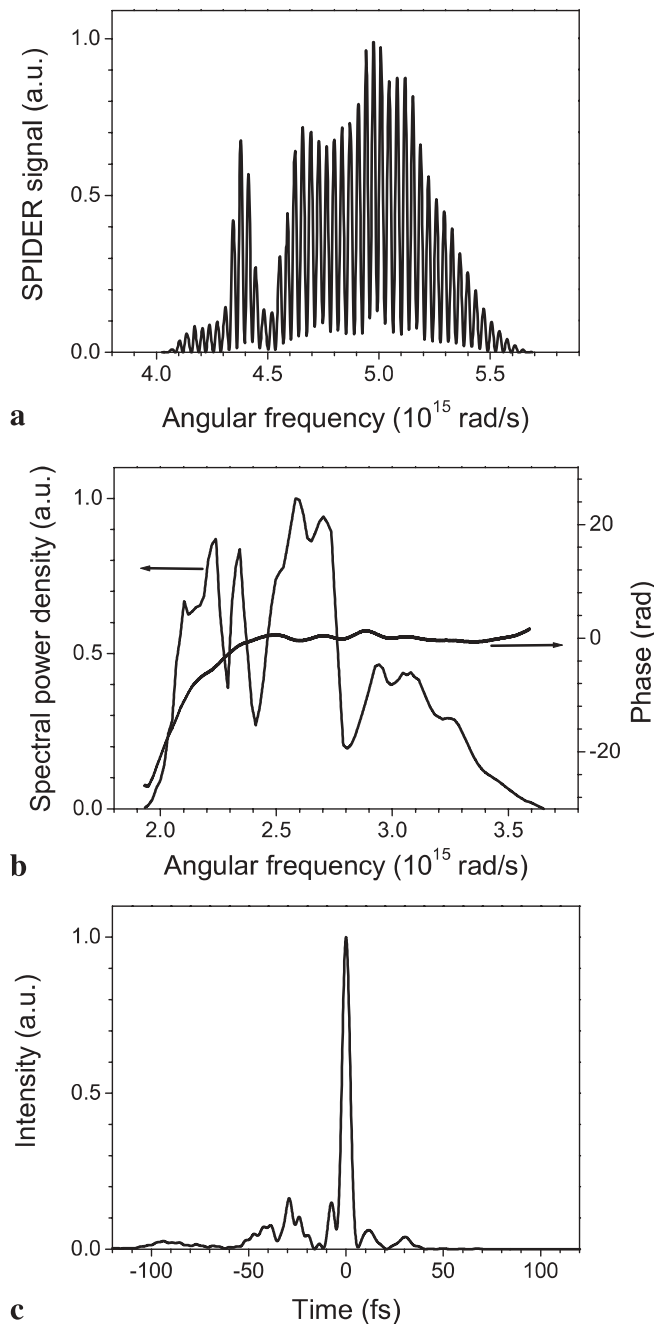 SPIDER signal (a.u.)
1.0
0.5
0.0
4.0 4.5 5.0 5.5
Angular frequency (10^15 rad/s)
a
Spectral power density (a.u.)
1.0
0.5
0.0
20
0
-20
Phase (rad)
2.0 2.5 3.0 3.5
Angular frequency (10^15 rad/s)
b
Intensity (a.u.)
1.0
0.5
0.0
-100 -50 0 50 100
Time (fs)
c